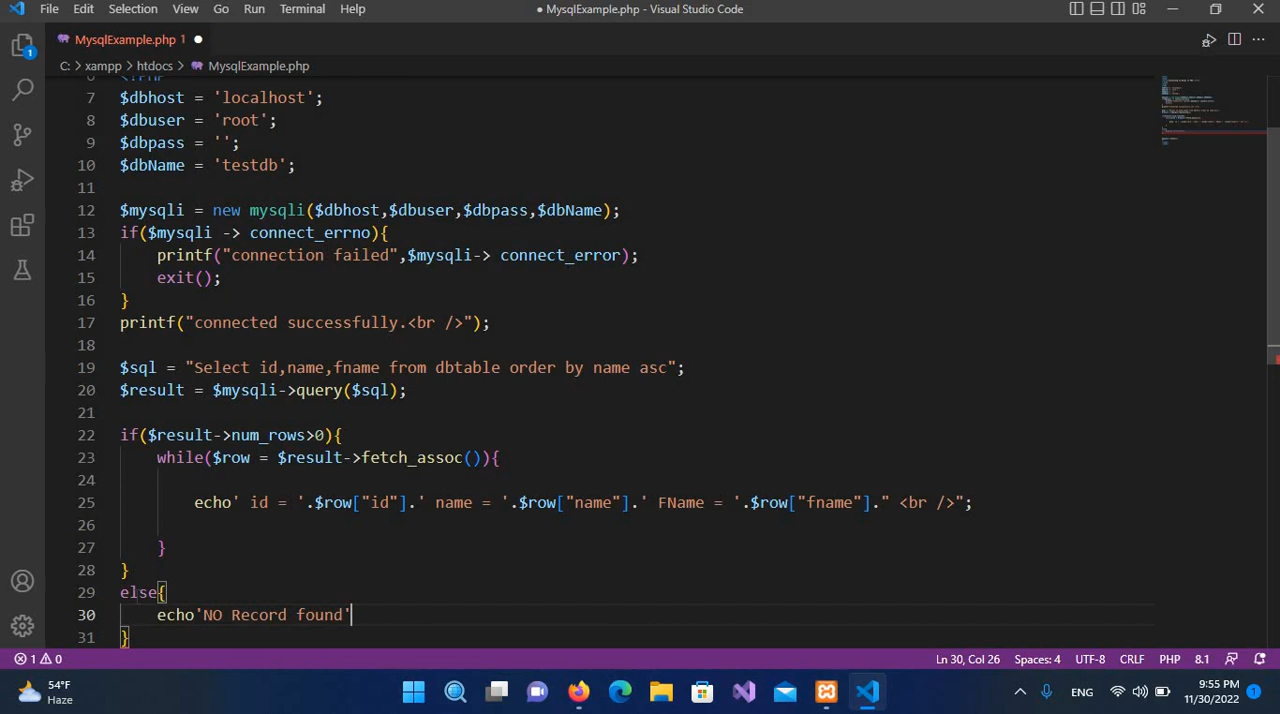 File Edit Selection View Go Run Terminal Help
● MysqlExample.php - Visual Studio Code
MysqlExample.php 1 ●
C: > xampp > htdocs > MysqlExample.php
6 <!PHP
7 $dbhost = 'localhost';
8 $dbuser = 'root';
9 $dbpass = '';
10 $dbName = 'testdb';
11
12 $mysqli = new mysqli($dbhost,$dbuser,$dbpass,$dbName);
13 if($mysqli -> connect_errno){
14 printf("connection failed",$mysqli-> connect_error);
15 exit();
16 }
17 printf("connected successfully.<br />");
18
19 $sql = "Select id,name,fname from dbtable order by name asc";
20 $result = $mysqli->query($sql);
21
22 if($result->num_rows>0){
23 while($row = $result->fetch_assoc()){
24
25 echo' id = '.$row["id"].' name = '.$row["name"].' FName = '.$row["fname"]." <br />";
26
27 }
28 }
29 else{
30 echo'NO Record found'
31 }
1
1 0
Ln 30, Col 26 Spaces: 4 UTF-8 CRLF PHP 8.1
54°F
Haze
ENG
9:55 PM
11/30/2022
1